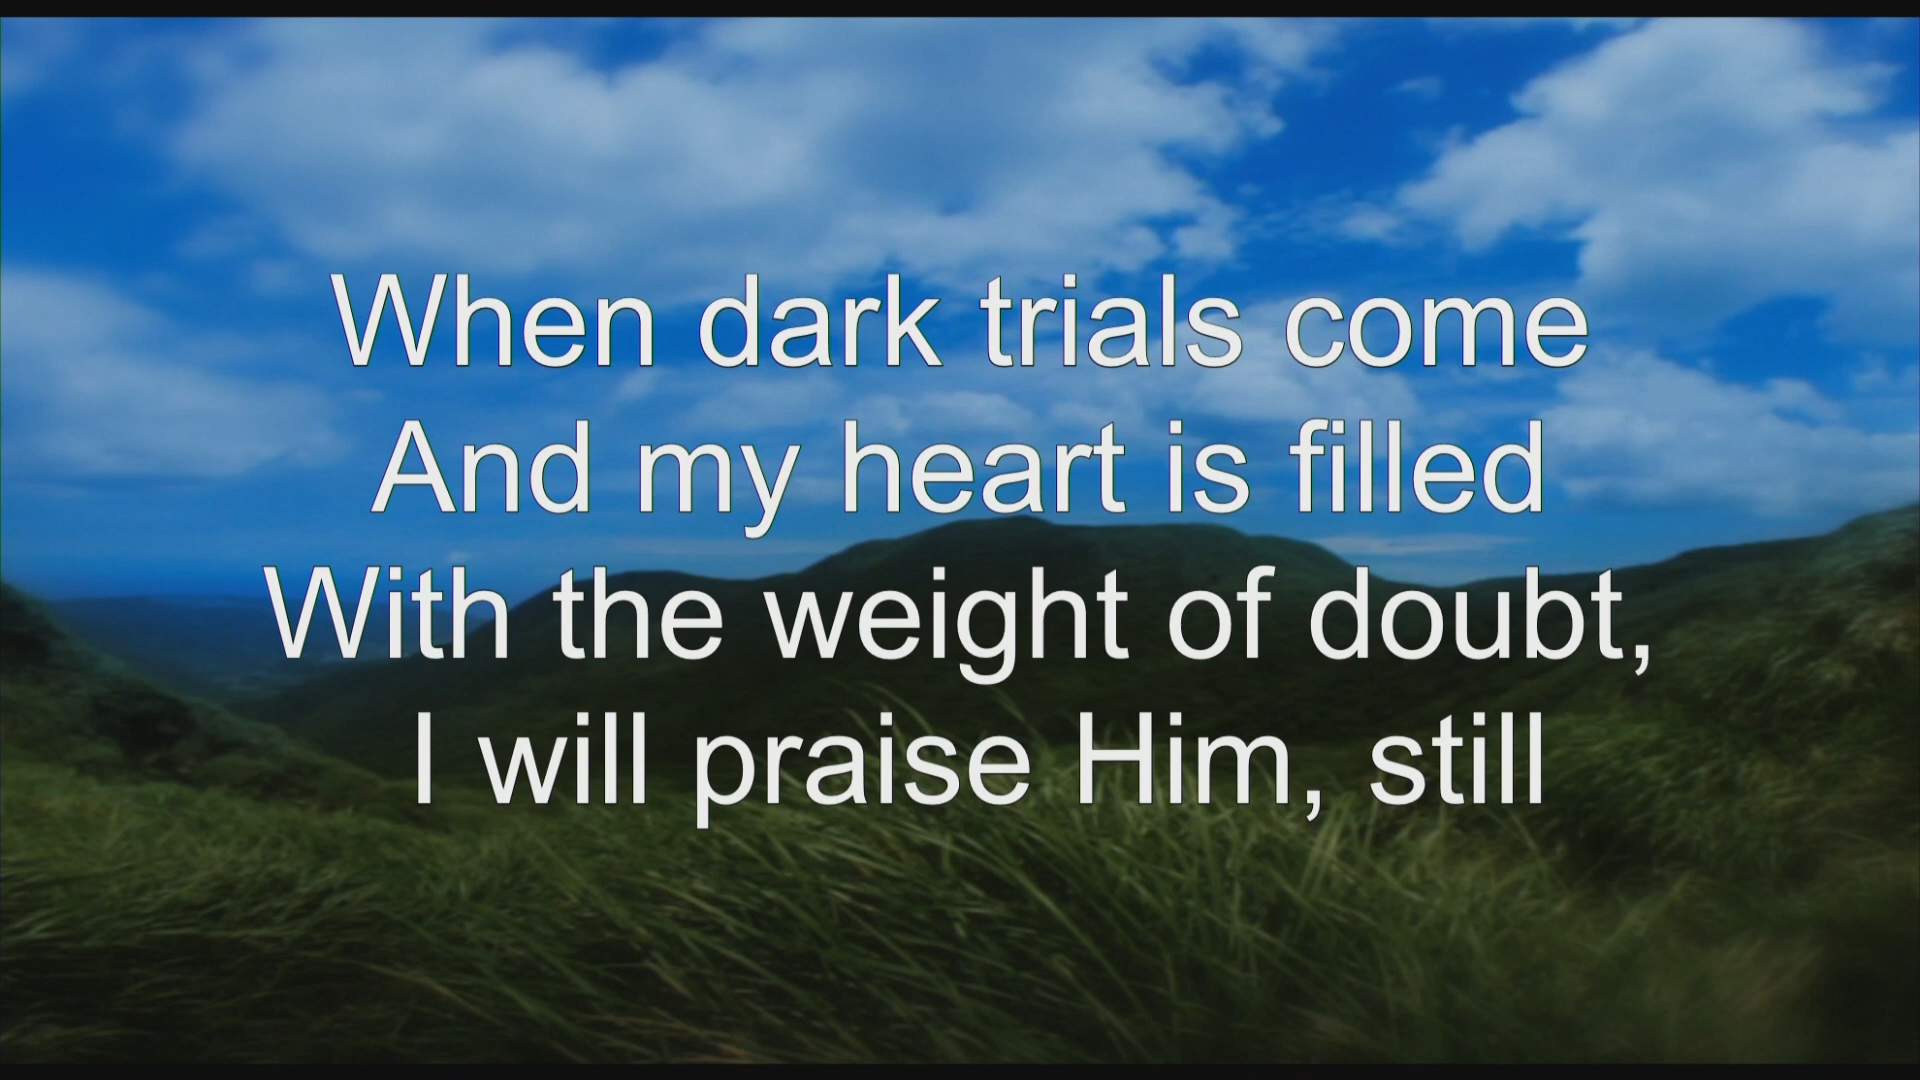 When dark trials come
And my heart is filled
With the weight of doubt,
I will praise Him, still